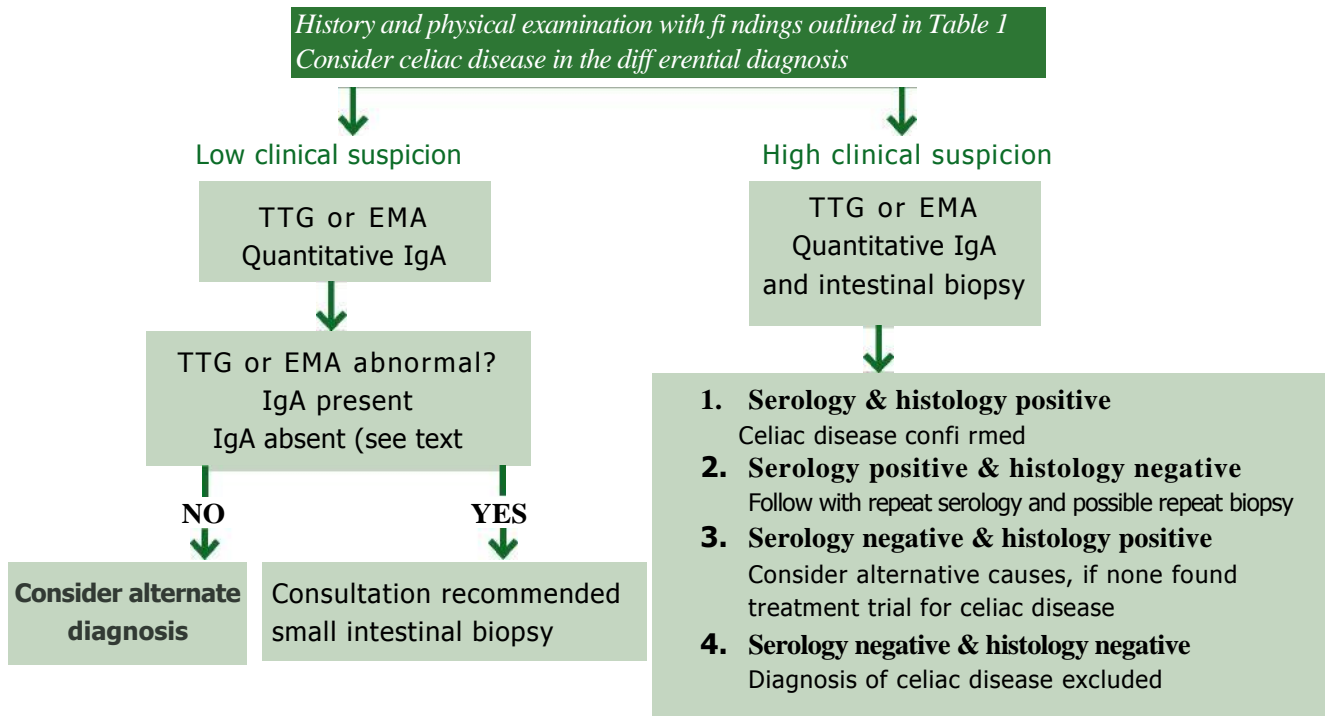 History and physical examination with fi ndings outlined in Table 1
Consider celiac disease in the diff erential diagnosis
Low clinical suspicion
TTG or EMA
Quantitative IgA
TTG or EMA abnormal?
IgA present
IgA absent (see text
NO
YES
Consider alternate
diagnosis
Consultation recommended
small intestinal biopsy
High clinical suspicion
TTG or EMA
Quantitative IgA
and intestinal biopsy
1. Serology & histology positive
Celiac disease confi rmed
2. Serology positive & histology negative
Follow with repeat serology and possible repeat biopsy
3. Serology negative & histology positive
Consider alternative causes, if none found
treatment trial for celiac disease
4. Serology negative & histology negative
Diagnosis of celiac disease excluded